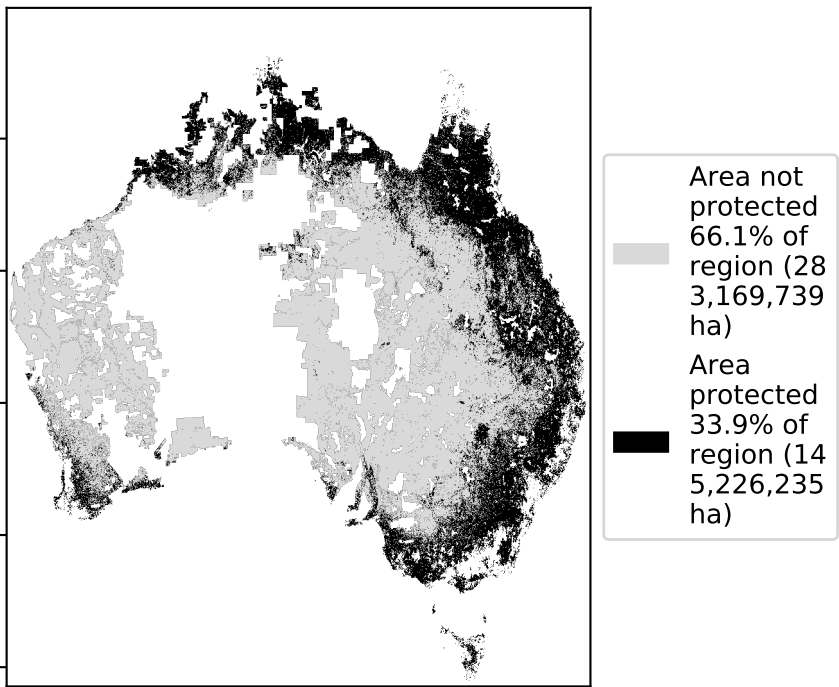 Area not
protected
66.1% of
region (28
3,169,739
ha)
Area
protected
33.9% of
region (14
5,226,235
ha)